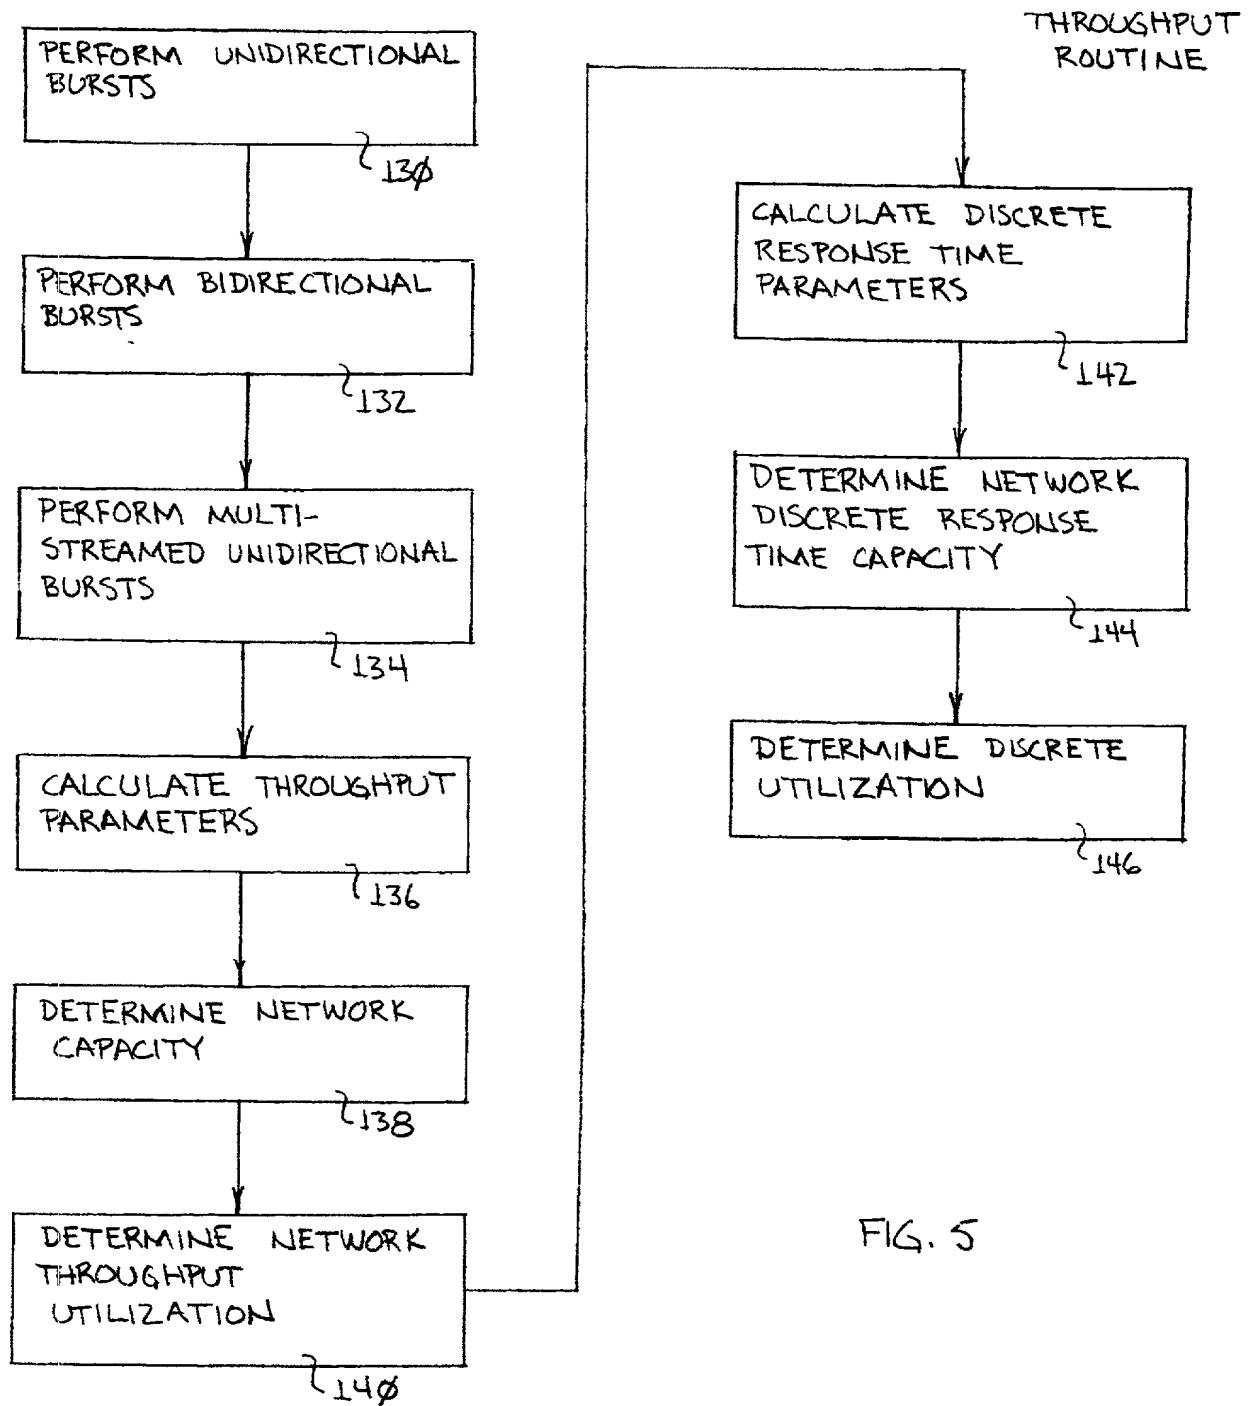 THROUGHPUT
ROUTINE
PERFORM UNIDIRECTIONAL
BURSTS
130
PERFORM BIDIRECTIONAL
BURSTS
132
PERFORM MULTI-
STREAMED UNIDIRECTIONAL
BURSTS
134
CALCULATE THROUGHPUT
PARAMETERS
136
DETERMINE NETWORK
CAPACITY
138
DETERMINE NETWORK
THROUGHPUT
UTILIZATION
140
CALCULATE DISCRETE
RESPONSE TIME
PARAMETERS
142
DETERMINE NETWORK
DISCRETE RESPONSE
TIME CAPACITY
144
DETERMINE DISCRETE
UTILIZATION
146
FIG. 5